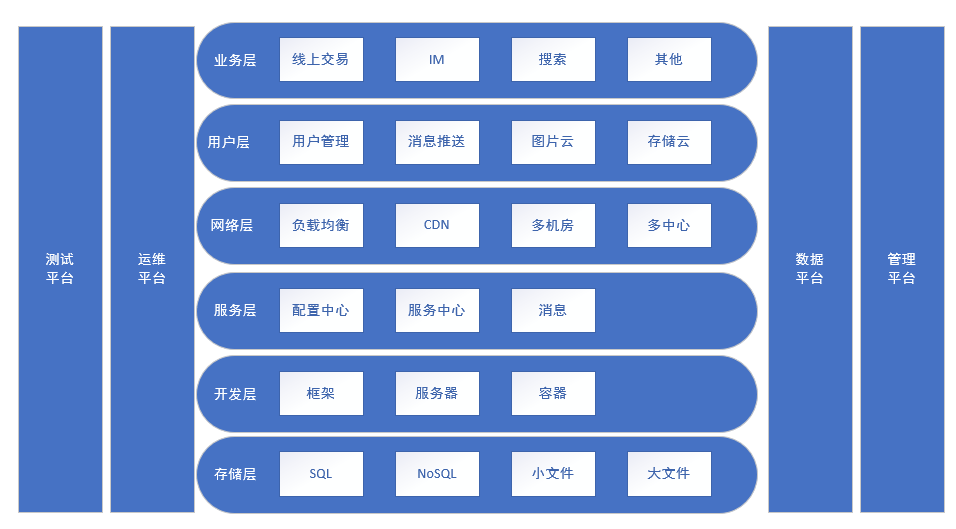 测试
平台
运维
平台
业务层 线上交易 IM 搜索 其他
用户层 用户管理 消息推送 图片云 存储云
网络层 负载均衡 CDN 多机房 多中心
服务层 配置中心 服务中心 消息
开发层 框架 服务器 容器
存储层 SQL NoSQL 小文件 大文件
数据
平台
管理
平台